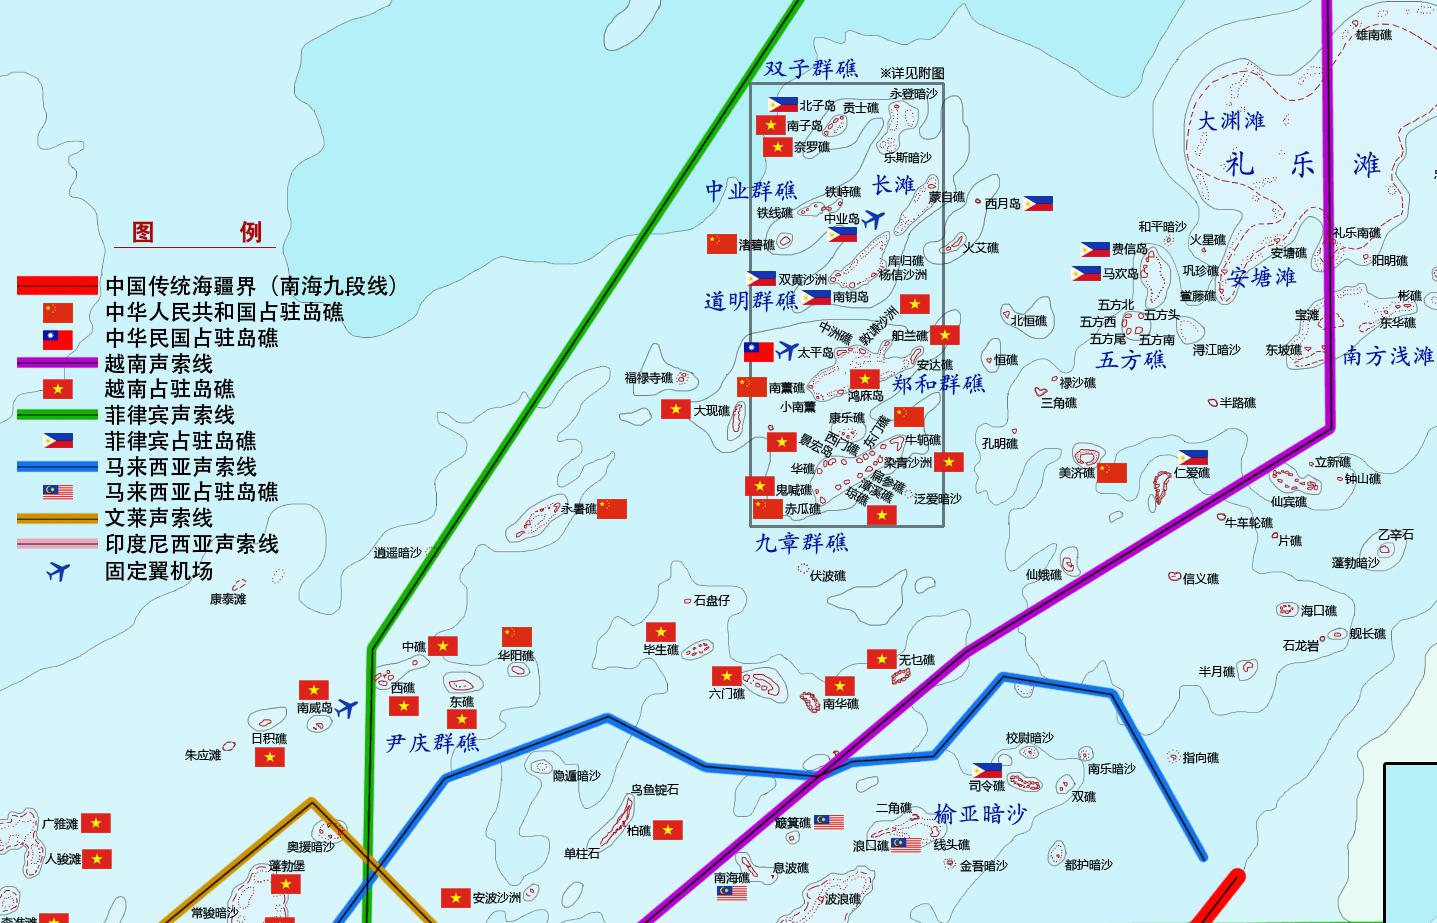 图 例
中国传统海疆界（南海九段线）
中华人民共和国占驻岛礁
中华民国占驻岛礁
越南声索线
越南占驻岛礁
菲律宾声索线
菲律宾占驻岛礁
马来西亚声索线
马来西亚占驻岛礁
文莱声索线
印度尼西亚声索线
固定翼机场
双子群礁
※详见附图
永登暗沙
北子岛
贡士礁
南子岛
奈罗礁
乐斯暗沙
中业群礁
铁峙礁
长滩
蒙自礁
西月岛
铁线礁
中业岛
渚碧礁
火艾礁
库归礁
双黄沙洲
杨信沙洲
道明群礁
南钥岛
中洲礁
敦谦沙洲
舶兰礁
太平岛
安达礁
南薰礁
鸿庥岛
郑和群礁
小南薰
福禄寺礁
大现礁
康乐礁
东门礁
西门礁
景宏岛
牛轭礁
华礁
染青沙洲
扁参礁
漳溪礁
琼礁
鬼喊礁
赤瓜礁
泛爱暗沙
九章群礁
伏波礁
永暑礁
逍遥暗沙
康泰滩
雄南礁
大渊滩
礼 乐 滩
和平暗沙
火星礁
礼乐南礁
费信岛
安塘礁
阳明礁
马欢岛
巩珍礁
安塘滩
鲎藤礁
五方北
五方头
五方西
五方尾
五方南
五方礁
浔江暗沙
宝滩
彬礁
东华礁
东坡礁
南方浅滩
北恒礁
恒礁
禄沙礁
三角礁
半路礁
孔明礁
美济礁
仁爱礁
立新礁
钟山礁
仙宾礁
牛车轮礁
片礁
乙辛石
蓬勃暗沙
仙娥礁
信义礁
海口礁
舰长礁
石龙岩
半月礁
石盘仔
中礁
华阳礁
毕生礁
无乜礁
西礁
东礁
六门礁
南华礁
南威岛
日积礁
朱应滩
尹庆群礁
隐遁暗沙
校尉暗沙
南乐暗沙
指向礁
司令礁
双礁
榆亚暗沙
乌鱼锭石
柏礁
单柱石
二角礁
簸箕礁
浪口礁
线头礁
金吾暗沙
都护暗沙
息波礁
南海礁
波浪礁
安波沙洲
广雅滩
人骏滩
奥援暗沙
蓬勃堡
常骏暗沙
李准滩